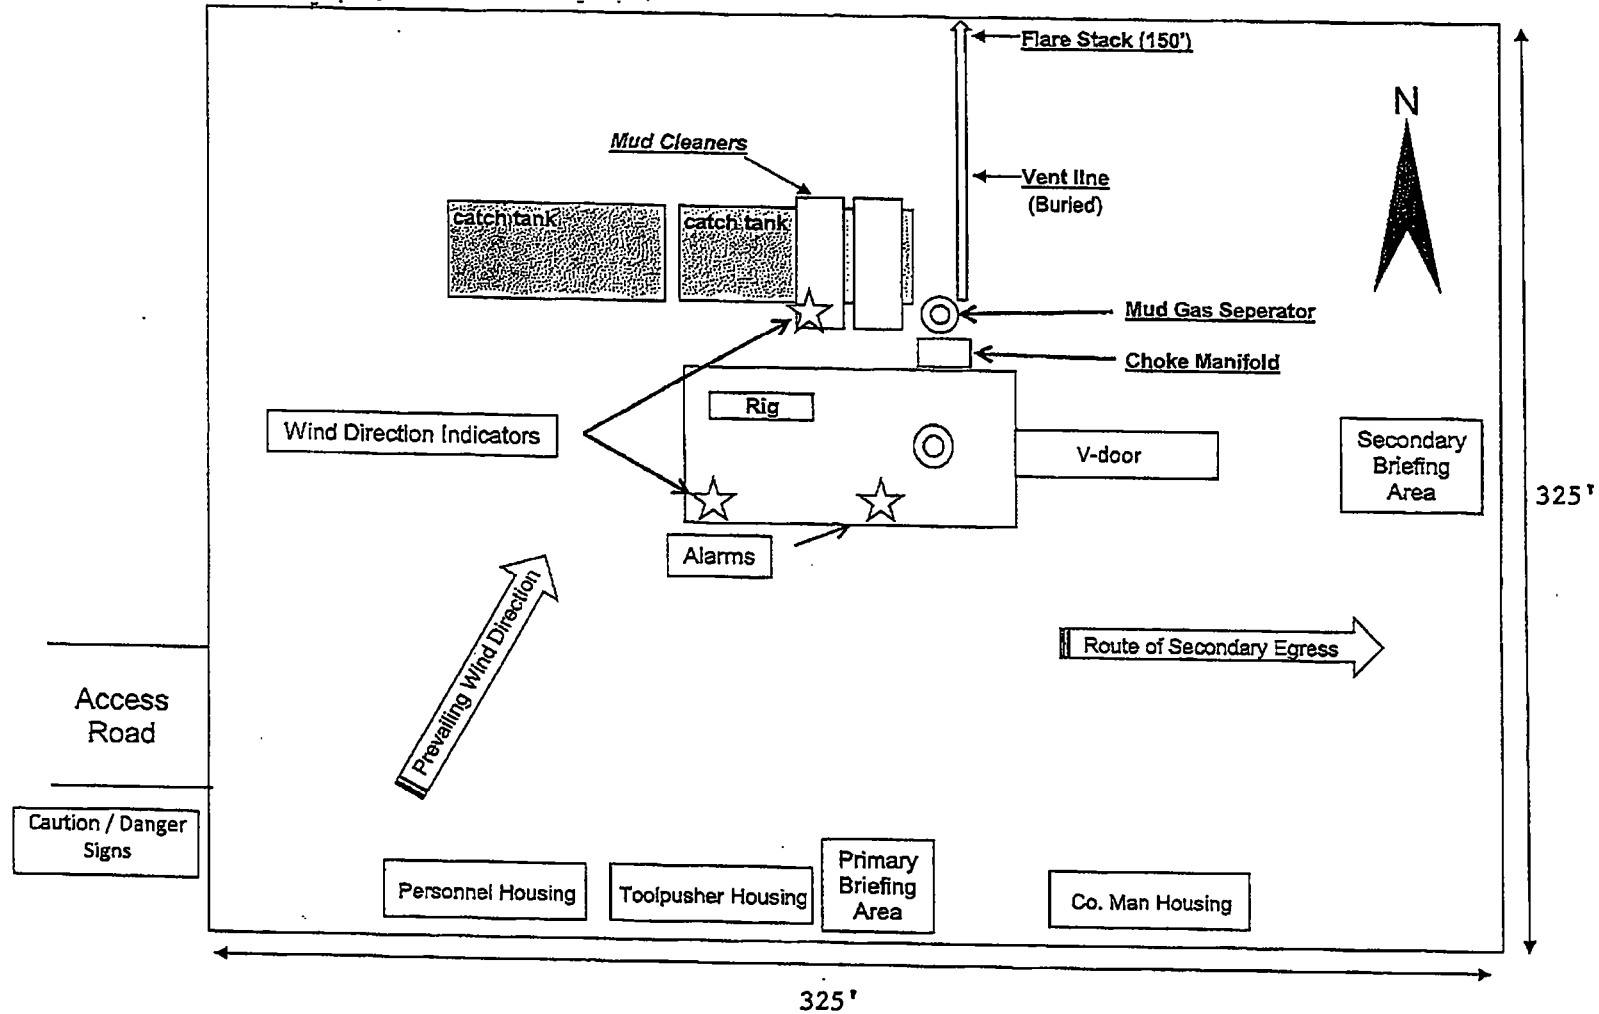 Flare Stack (150')
N
Mud Cleaners
Vent line
(Buried)
catch tank
catch tank
Mud Gas Seperator
Choke Manifold
Rig
Wind Direction Indicators
V-door
Secondary
Briefing
Area
325'
Alarms
Prevailing Wind Direction
Route of Secondary Egress
Access
Road
Caution / Danger
Signs
Personnel Housing
Toolpusher Housing
Primary
Briefing
Area
Co. Man Housing
325'